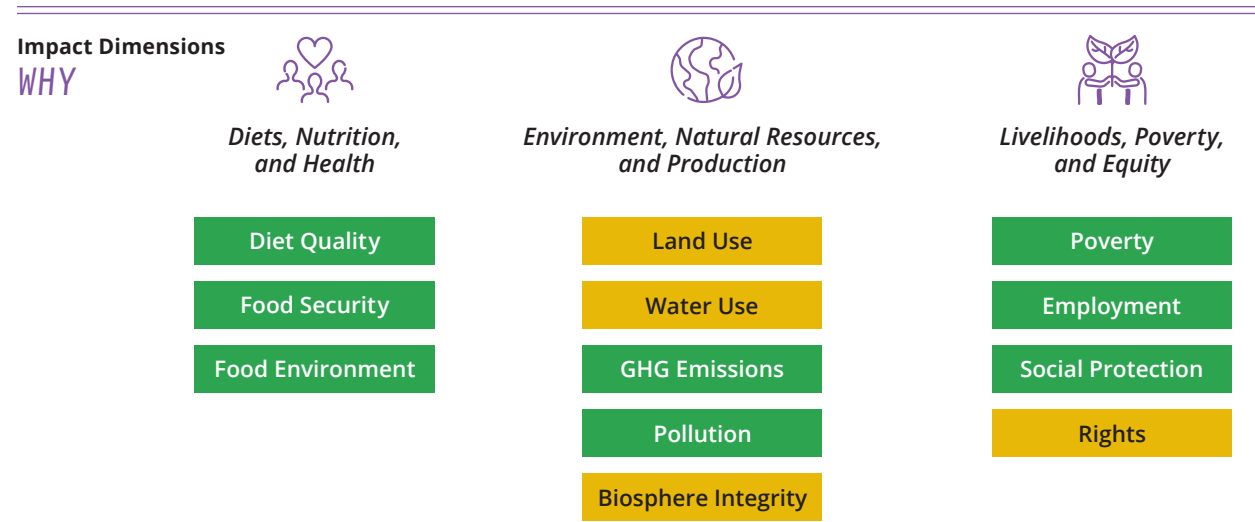 Impact Dimensions
WHY
Diets, Nutrition,
and Health
Environment, Natural Resources,
and Production
Livelihoods, Poverty,
and Equity
Diet Quality
Food Security
Food Environment
Land Use
Water Use
GHG Emissions
Pollution
Biosphere Integrity
Poverty
Employment
Social Protection
Rights